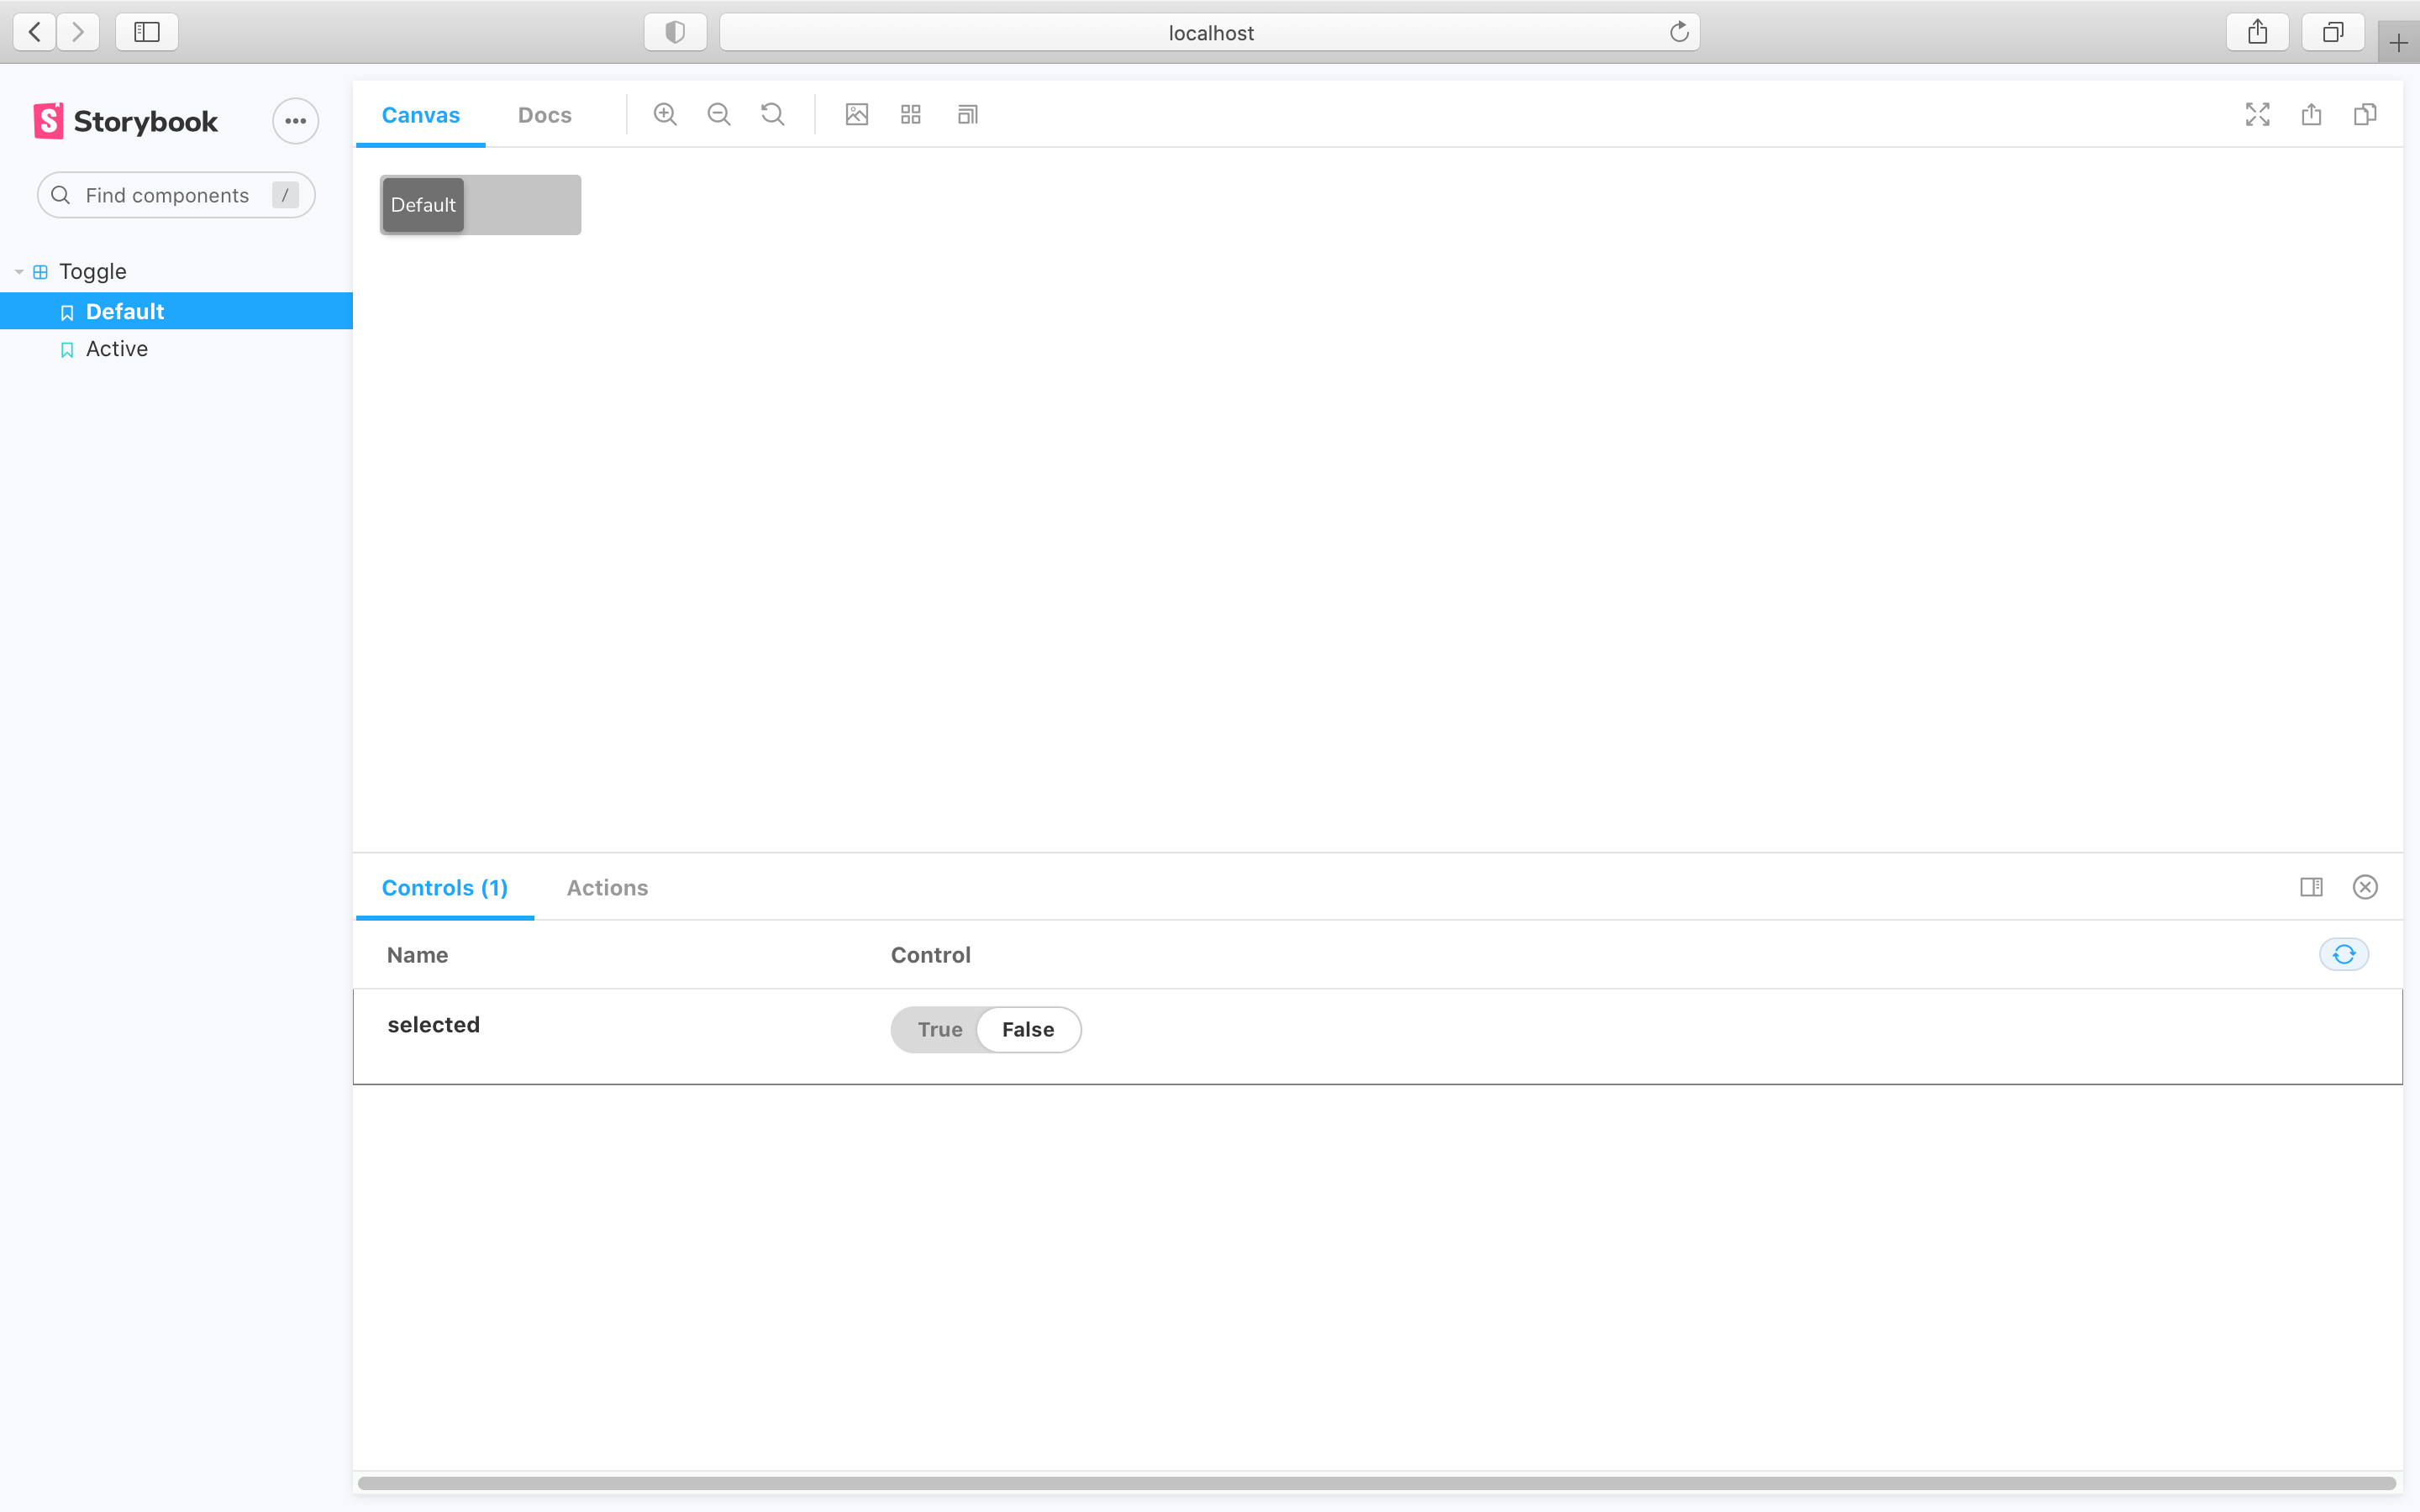 localhost
Storybook
Find components /
Toggle
Default
Active
Canvas Docs
Default
Controls (1) Actions
Name Control
selected True False